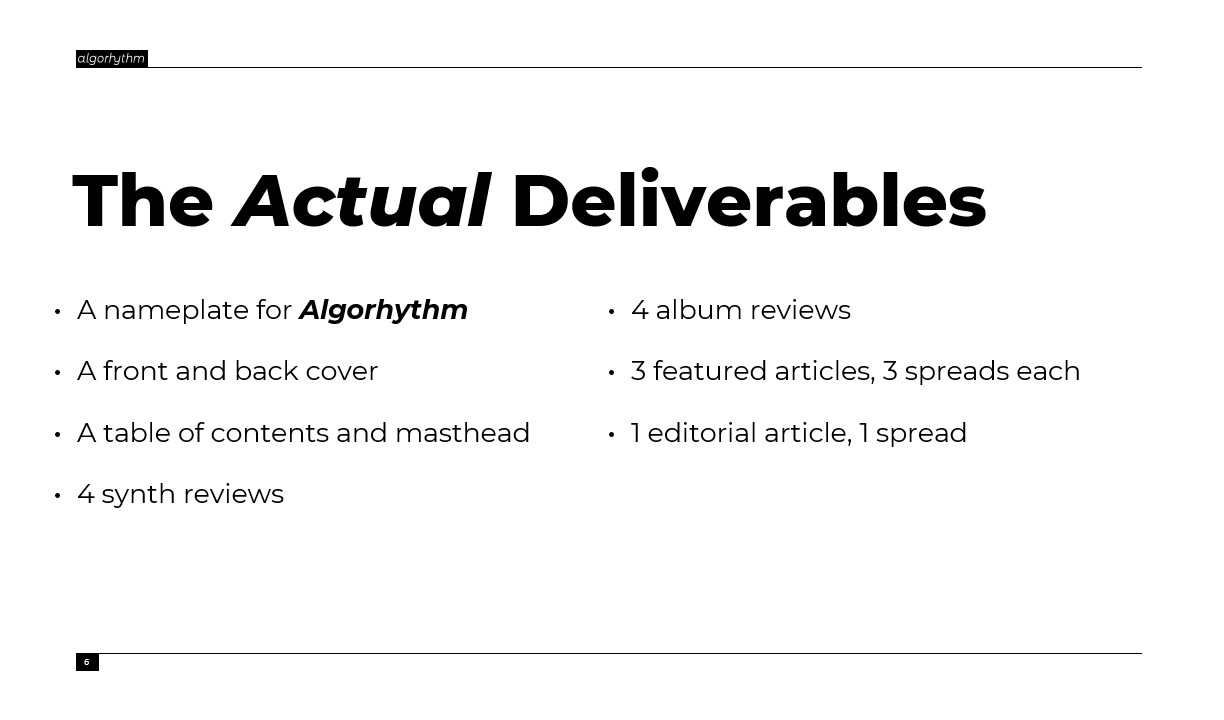 algorhythm
The Actual Deliverables
• A nameplate for Algorhythm
• A front and back cover
• A table of contents and masthead
• 4 synth reviews
• 4 album reviews
• 3 featured articles, 3 spreads each
• 1 editorial article, 1 spread
6